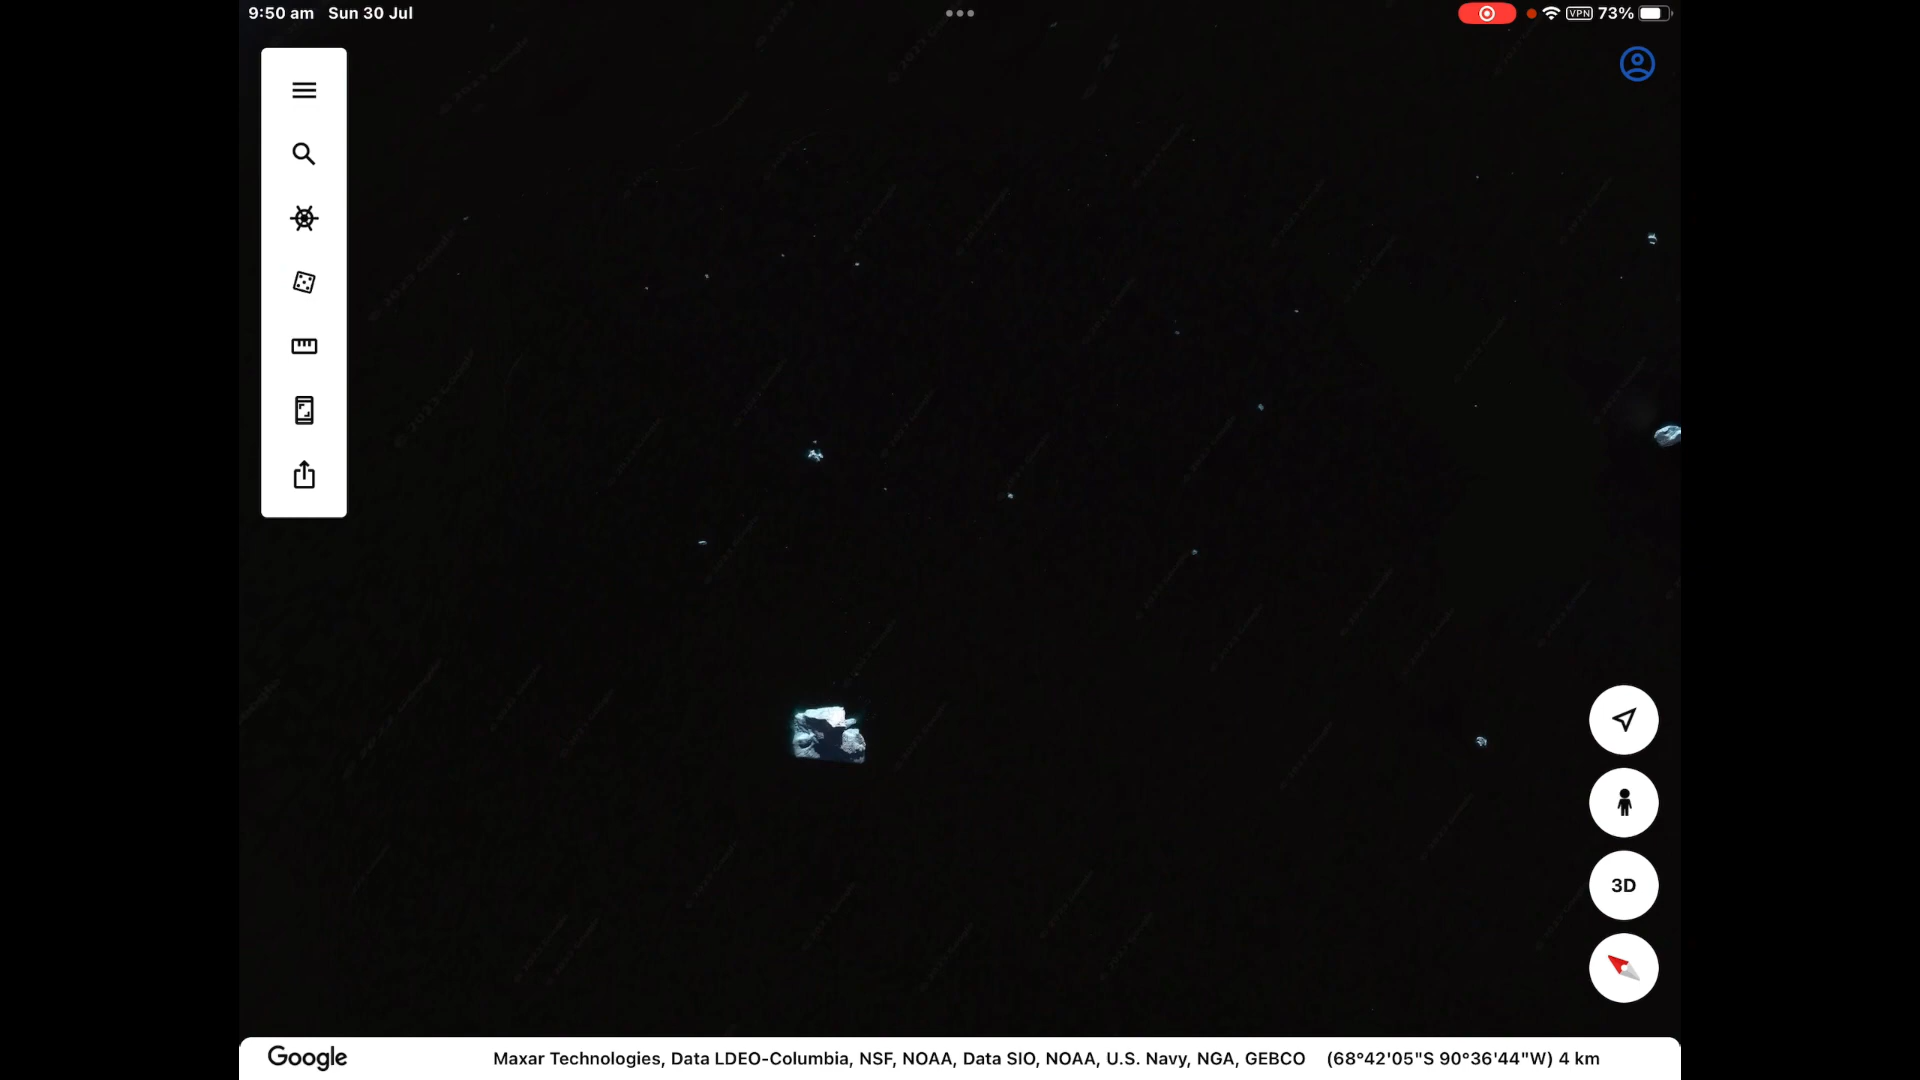 9:50 am Sun 30 Jul
VPN 73%
3D
Google
Maxar Technologies, Data LDEO-Columbia, NSF, NOAA, Data SIO, NOAA, U.S. Navy, NGA, GEBCO (68°42'05"S 90°36'44"W) 4 km